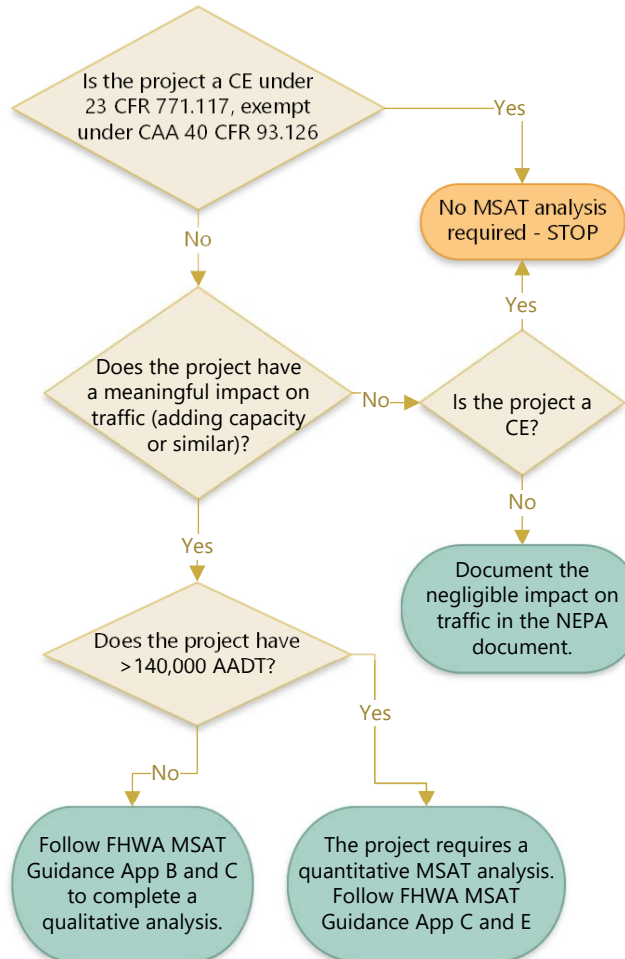 Is the project a CE under
23 CFR 771.117, exempt
under CAA 40 CFR 93.126
Yes
No MSAT analysis
required - STOP
No
Yes
Does the project have
a meaningful impact on
traffic (adding capacity
or similar)?
No
Is the project a
CE?
No
Yes
Document the
negligible impact on
traffic in the NEPA
document.
Does the project have
>140,000 AADT?
Yes
No
Follow FHWA MSAT
Guidance App B and C
to complete a
qualitative analysis.
The project requires a
quantitative MSAT analysis.
Follow FHWA MSAT
Guidance App C and E